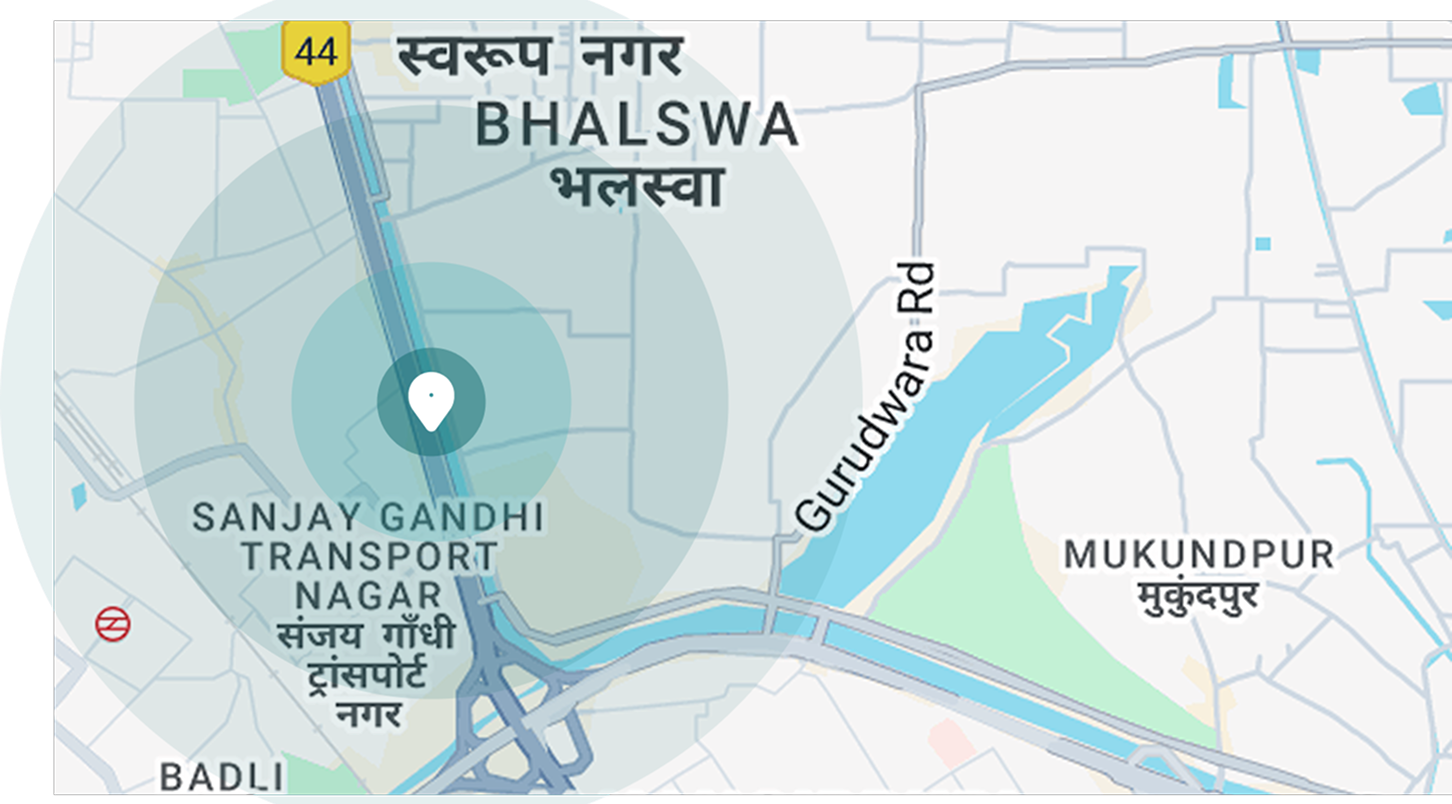 44
स्वरूप नगर
BHALSWA
भलस्वा
Gurudwara Rd
SANJAY GANDHI
TRANSPORT
NAGAR
संजय गाँधी
ट्रांसपोर्ट
नगर
MUKUNDPUR
मुकुंदपुर
BADLI